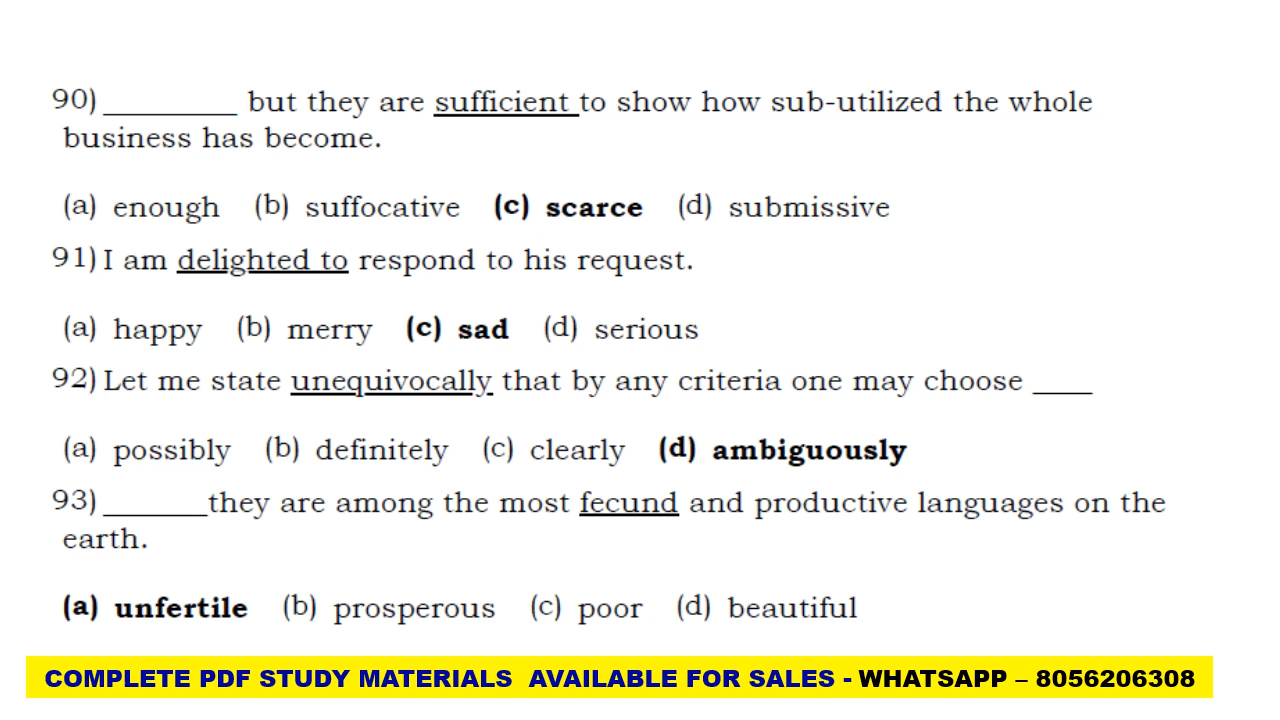 90) _________ but they are sufficient to show how sub-utilized the whole
business has become.
(a) enough (b) suffocative (c) scarce (d) submissive
91) I am delighted to respond to his request.
(a) happy (b) merry (c) sad (d) serious
92) Let me state unequivocally that by any criteria one may choose ____
(a) possibly (b) definitely (c) clearly (d) ambiguously
93) _______they are among the most fecund and productive languages on the
earth.
(a) unfertile (b) prosperous (c) poor (d) beautiful
COMPLETE PDF STUDY MATERIALS AVAILABLE FOR SALES - WHATSAPP – 8056206308